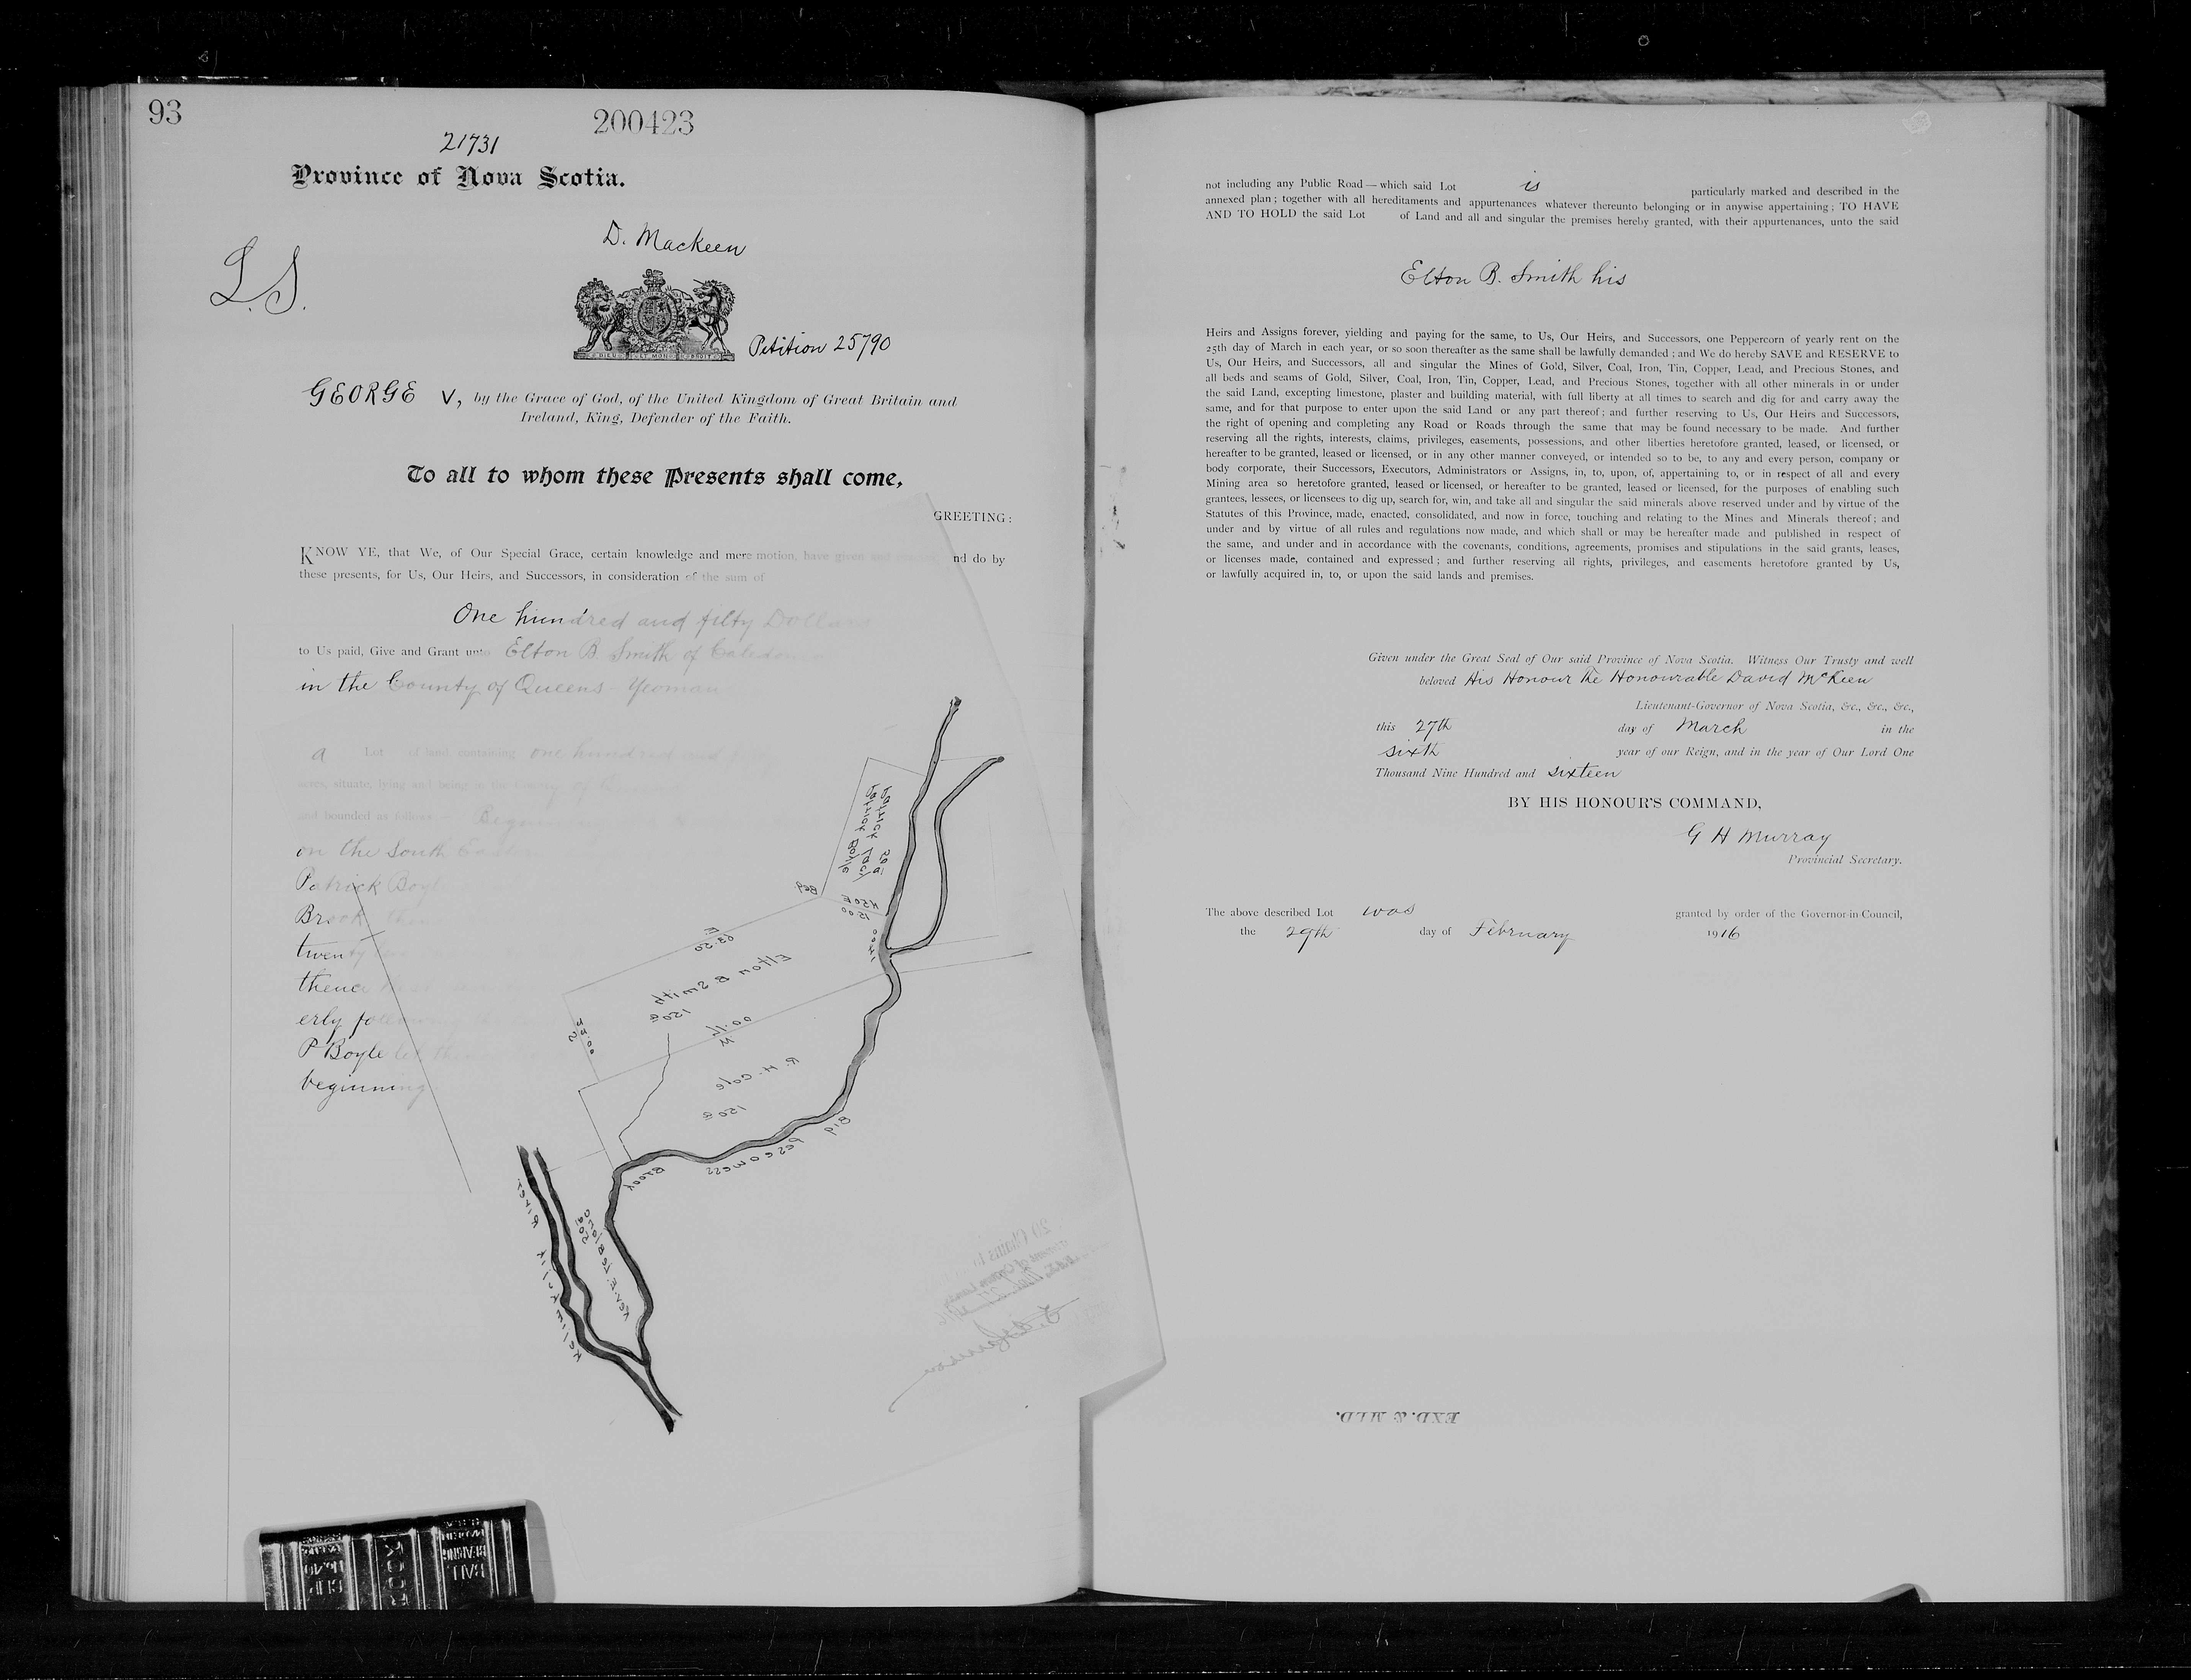 93
200423
21731
Province of Nova Scotia.
D. Mackeen
L.S.
DIEU ET MON DROIT
Petition 25790
GEORGE V, by the Grace of God, of the United Kingdom of Great Britain and
Ireland, King, Defender of the Faith.
To all to whom these Presents shall come,
GREETING:
KNOW YE, that We, of Our Special Grace, certain knowledge and mere motion, have given and nd do by
these presents, for Us, Our Heirs, and Successors, in consideration of the sum of
One hundred and fifty Dollars
to Us paid, Give and Grant unto Elton B Smith of Caledonia
in the County of Queens Yeoman
a Lot of land containing one hundred and fifty
acres, situate, lying and being in the County of Queens
and bounded as follows Beginning
on the South Eastern
Patrick Boyle
Brook
twenty
thence
erly following the
P Boyle lot thence
beginning
Patrick Lacy 50a
Patrick Boyle
Beg.
12.00
N20E
14.00
E
68.50
Elton B Smith
150 a
22.00
71.00
W
R. H. Cole
150 a
Big Pescowess Brook
Kejimkujik River
not including any Public Road — which said Lot is particularly marked and described in the
annexed plan; together with all hereditaments and appurtenances whatever thereunto belonging or in anywise appertaining; TO HAVE
AND TO HOLD the said Lot of Land and all and singular the premises hereby granted, with their appurtenances, unto the said
Elton B. Smith his
Heirs and Assigns forever, yielding and paying for the same, to Us, Our Heirs, and Successors, one Peppercorn of yearly rent on the
25th day of March in each year, or so soon thereafter as the same shall be lawfully demanded; and We do hereby SAVE and RESERVE to
Us, Our Heirs, and Successors, all and singular the Mines of Gold, Silver, Coal, Iron, Tin, Copper, Lead, and Precious Stones, and
all beds and seams of Gold, Silver, Coal, Iron, Tin, Copper, Lead, and Precious Stones, together with all other minerals in or under
the said Land, excepting limestone, plaster and building material, with full liberty at all times to search and dig for and carry away the
same, and for that purpose to enter upon the said Land or any part thereof; and further reserving to Us, Our Heirs and Successors,
the right of opening and completing any Road or Roads through the same that may be found necessary to be made. And further
reserving all the rights, interests, claims, privileges, easements, possessions, and other liberties heretofore granted, leased, or licensed, or
hereafter to be granted, leased or licensed, or in any other manner conveyed, or intended so to be, to any and every person, company or
body corporate, their Successors, Executors, Administrators or Assigns, in, to, upon, of, appertaining to, or in respect of all and every
Mining area so heretofore granted, leased or licensed, or hereafter to be granted, leased or licensed, for the purposes of enabling such
grantees, lessees, or licensees to dig up, search for, win, and take all and singular the said minerals above reserved under and by virtue of the
Statutes of this Province, made, enacted, consolidated, and now in force, touching and relating to the Mines and Minerals thereof; and
under and by virtue of all rules and regulations now made, and which shall or may be hereafter made and published in respect of
the same, and under and in accordance with the covenants, conditions, agreements, promises and stipulations in the said grants, leases,
or licenses made, contained and expressed; and further reserving all rights, privileges, and easements heretofore granted by Us,
or lawfully acquired in, to, or upon the said lands and premises.
Given under the Great Seal of Our said Province of Nova Scotia. Witness Our Trusty and well
beloved His Honour The Honourable David McKeen
Lieutenant-Governor of Nova Scotia, &c., &c., &c.,
this 27th day of March in the
sixth year of our Reign, and in the year of Our Lord One
Thousand Nine Hundred and sixteen
BY HIS HONOUR'S COMMAND,
G H Murray
Provincial Secretary.
The above described Lot was granted by order of the Governor-in-Council,
the 29th day of February 1916
EXD. & MLD.